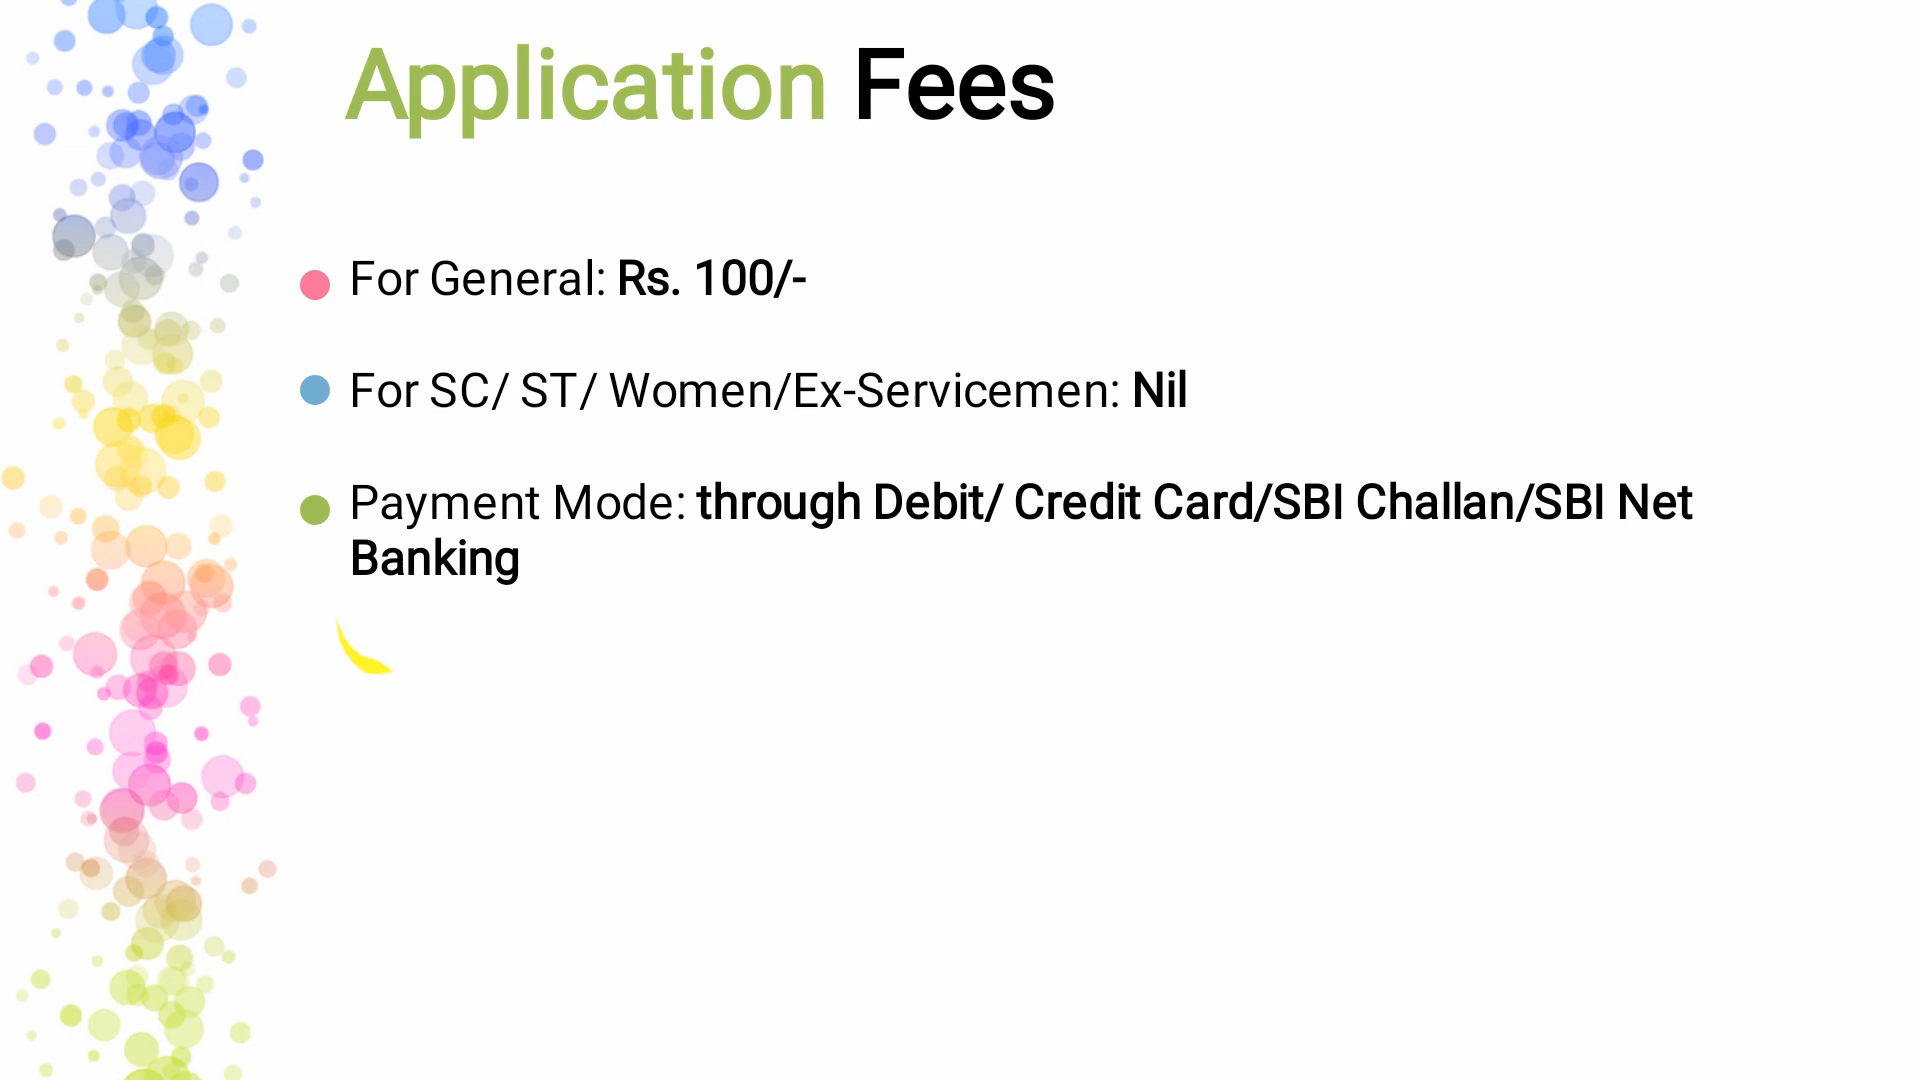 Application Fees
For General: Rs. 100/-
For SC/ ST/ Women/Ex-Servicemen: Nil
Payment Mode: through Debit/ Credit Card/SBI Challan/SBI Net
Banking